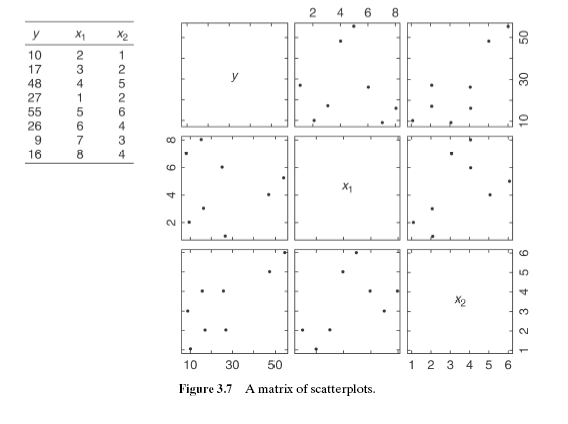 y x₁ x₂
10 2 1
17 3 2
48 4 5
27 1 2
55 5 6
26 6 4
9 7 3
16 8 4
2 4 6 8
y
10 30 50
2 4 6 8
x₁
x₂
1 2 3 4 5 6
10 30 50
1 2 3 4 5 6
Figure 3.7 A matrix of scatterplots.